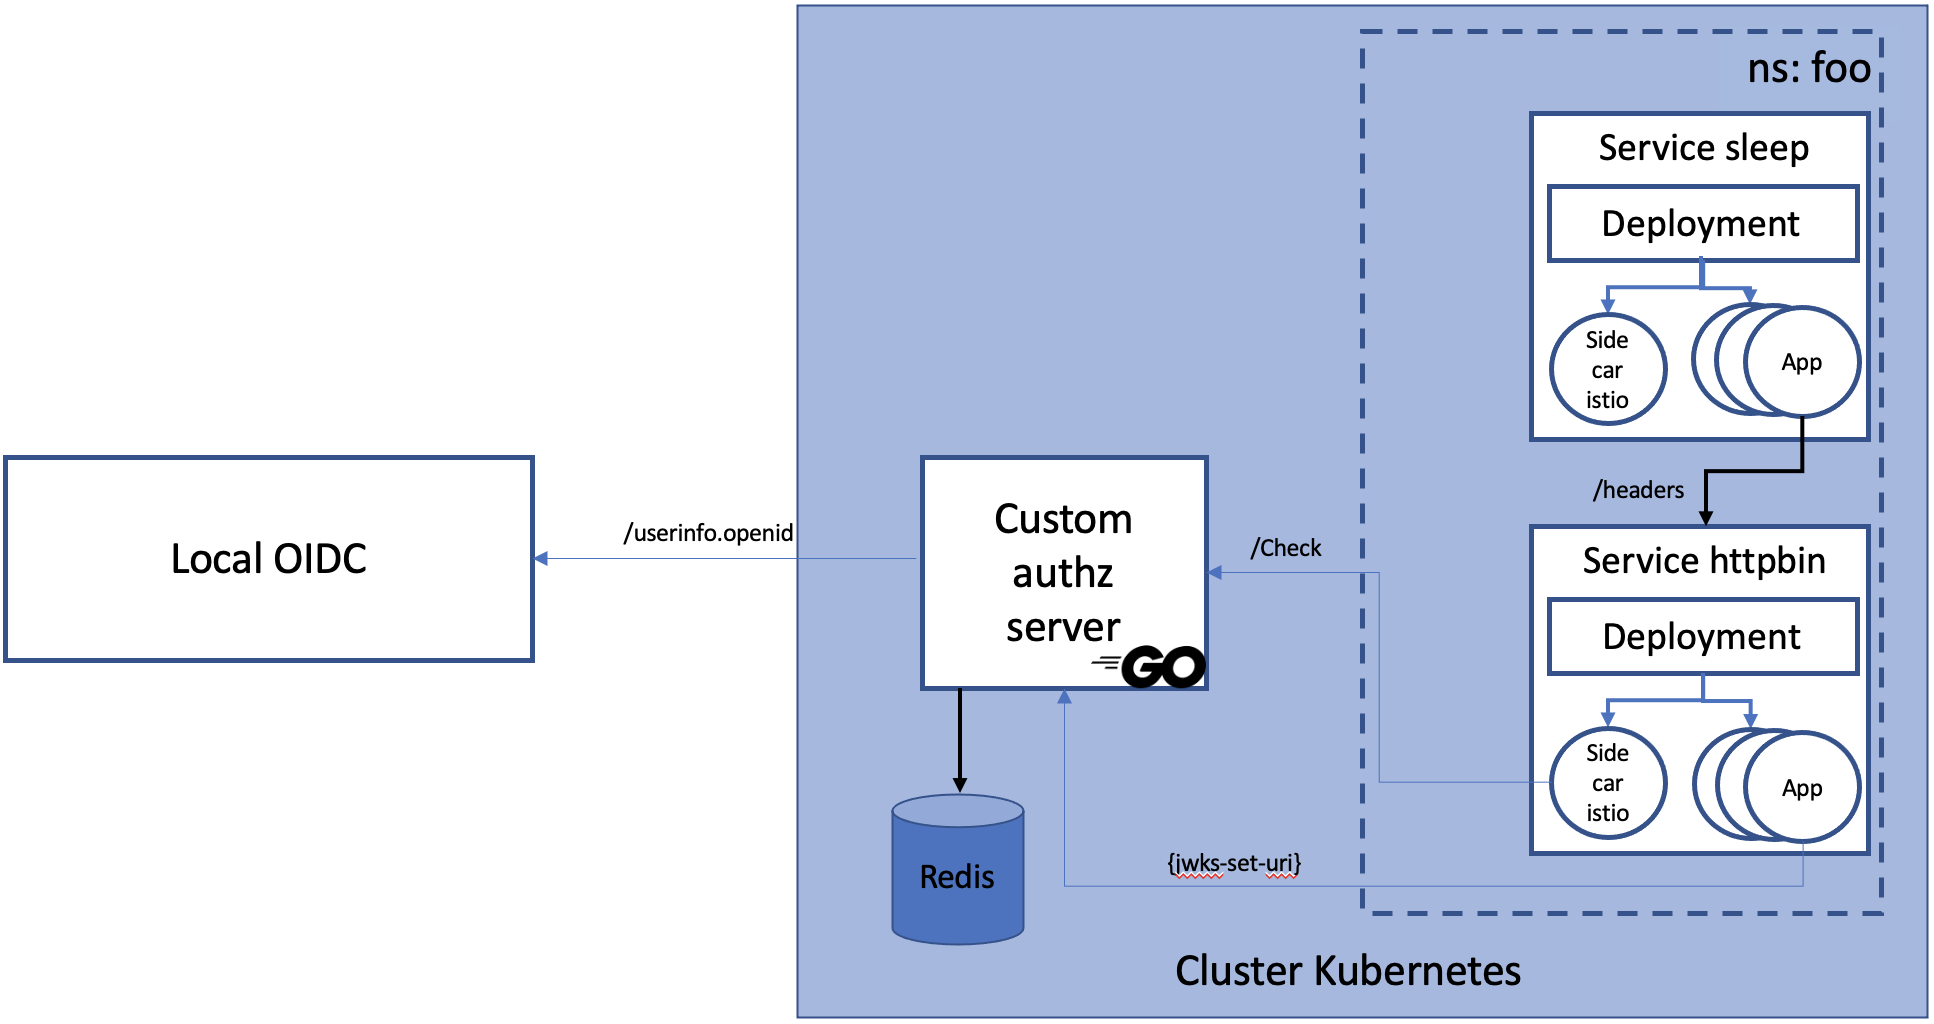 ns: foo
Service sleep
Deployment
Side
car
istio
App
/headers
Local OIDC
/userinfo.openid
Custom
authz
server
GO
/Check
Service httpbin
Deployment
Side
car
istio
App
{jwks-set-uri}
Redis
Cluster Kubernetes